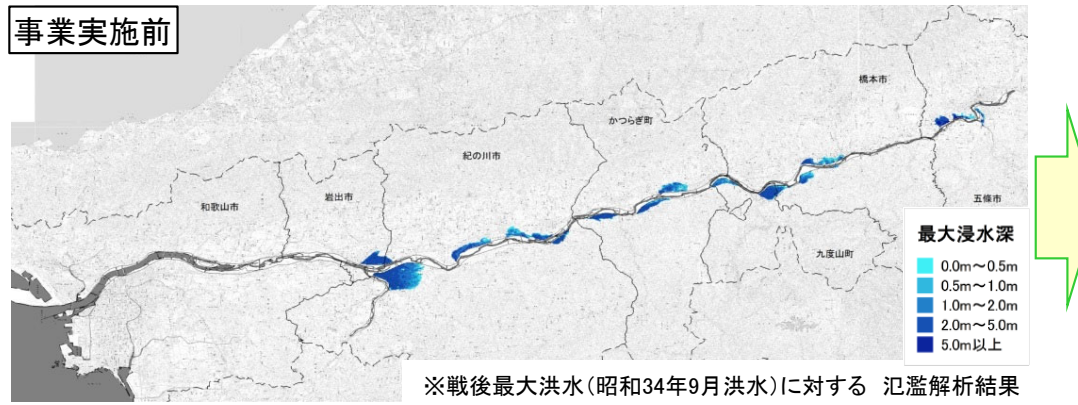 事業実施前
橋本市
かつらぎ町
紀の川市
岩出市
和歌山市
五條市
九度山町
最大浸水深
0.0m～0.5m
0.5m～1.0m
1.0m～2.0m
2.0m～5.0m
5.0m以上
※戦後最大洪水(昭和34年9月洪水)に対する 氾濫解析結果